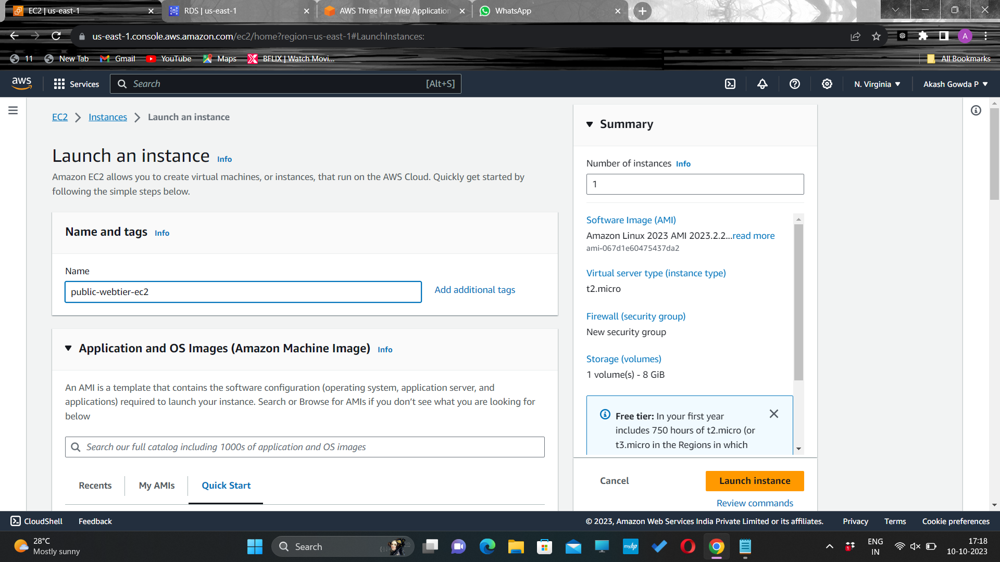 EC2 | us-east-1
RDS | us-east-1
AWS Three Tier Web Application
WhatsApp
us-east-1.console.aws.amazon.com/ec2/home?region=us-east-1#LaunchInstances:
A
11
New Tab
Gmail
YouTube
Maps
BFLIX | Watch Movi...
All Bookmarks
aws
Services
Search
[Alt+S]
N. Virginia
Akash Gowda P
EC2
Instances
Launch an instance
Launch an instance Info
Amazon EC2 allows you to create virtual machines, or instances, that run on the AWS Cloud. Quickly get started by
following the simple steps below.
Name and tags Info
Name
public-webtier-ec2
Add additional tags
Application and OS Images (Amazon Machine Image) Info
An AMI is a template that contains the software configuration (operating system, application server, and
applications) required to launch your instance. Search or Browse for AMIs if you don't see what you are looking for
below
Search our full catalog including 1000s of application and OS images
Recents
My AMIs
Quick Start
Summary
Number of instances Info
1
Software Image (AMI)
Amazon Linux 2023 AMI 2023.2.2...read more
ami-067d1e60475437da2
Virtual server type (instance type)
t2.micro
Firewall (security group)
New security group
Storage (volumes)
1 volume(s) - 8 GiB
Free tier: In your first year
includes 750 hours of t2.micro (or
t3.micro in the Regions in which
Cancel
Launch instance
Review commands
CloudShell
Feedback
© 2023, Amazon Web Services India Private Limited or its affiliates.
Privacy
Terms
Cookie preferences
28°C
Mostly sunny
Search
myhp
1
ENG
IN
17:18
10-10-2023